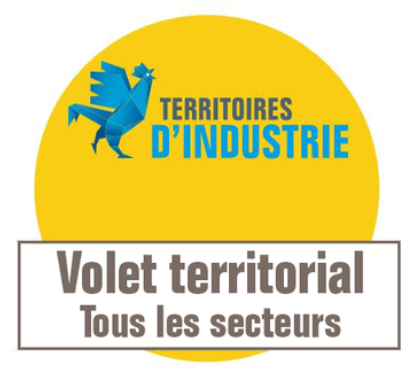 TERRITOIRES
D'INDUSTRIE
Volet territorial
Tous les secteurs